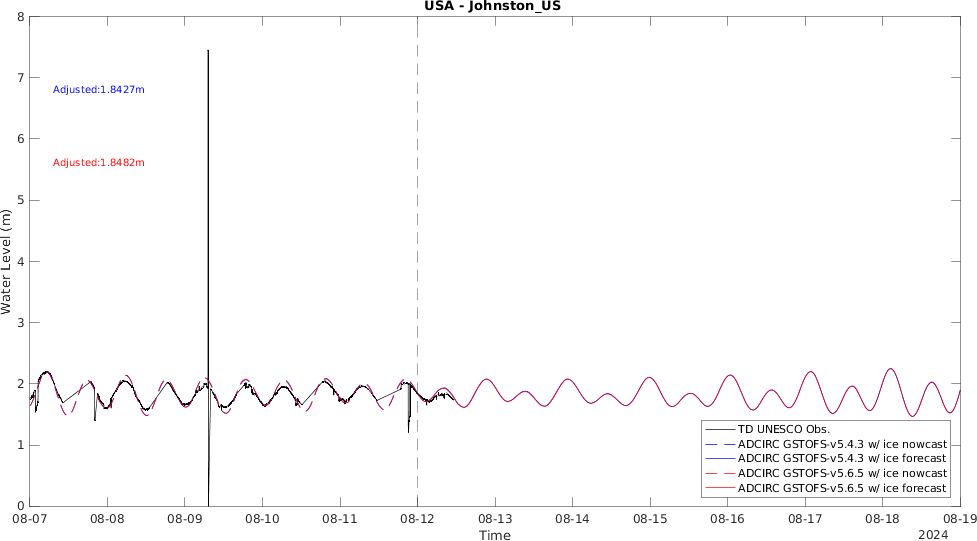 USA - Johnston_US
8
7
6
5
4
3
2
1
0
Water Level (m)
Adjusted:1.8427m
Adjusted:1.8482m
TD UNESCO Obs.
ADCIRC GSTOFS-v5.4.3 w/ ice nowcast
ADCIRC GSTOFS-v5.4.3 w/ ice forecast
ADCIRC GSTOFS-v5.6.5 w/ ice nowcast
ADCIRC GSTOFS-v5.6.5 w/ ice forecast
08-07 08-08 08-09 08-10 08-11 08-12 08-13 08-14 08-15 08-16 08-17 08-18 08-19
Time
2024